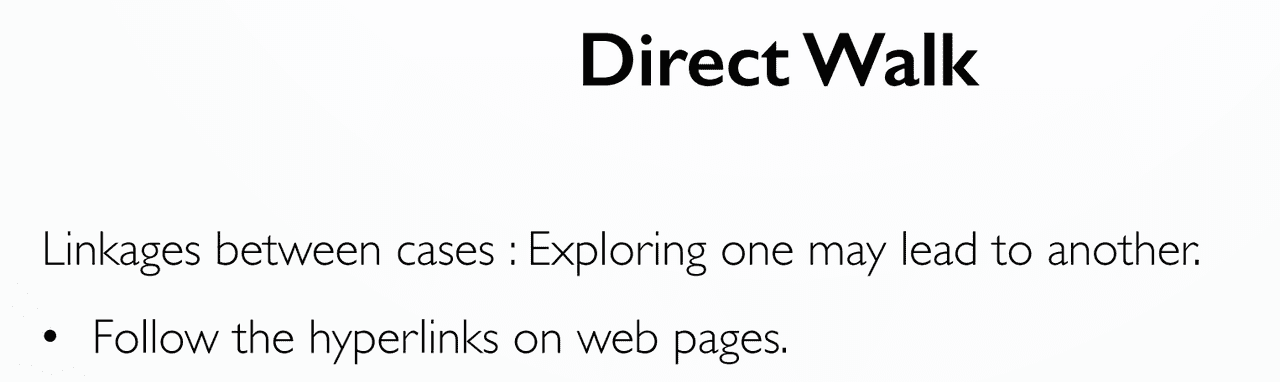 Direct Walk
Linkages between cases : Exploring one may lead to another.
• Follow the hyperlinks on web pages.